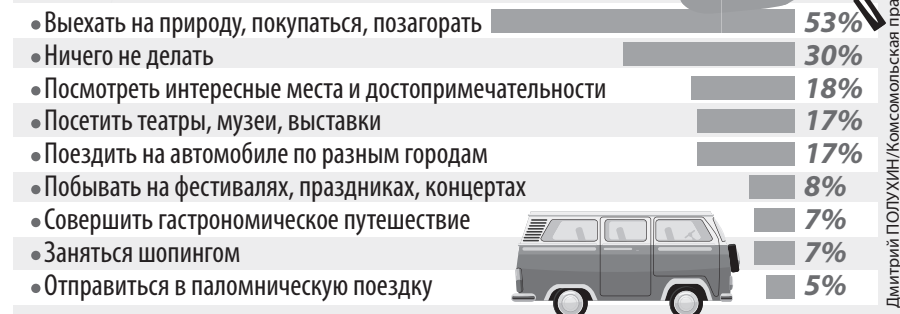 • Выехать на природу, покупаться, позагорать 53%
• Ничего не делать 30%
• Посмотреть интересные места и достопримечательности 18%
• Посетить театры, музеи, выставки 17%
• Поездить на автомобиле по разным городам 17%
• Побывать на фестивалях, праздниках, концертах 8%
• Совершить гастрономическое путешествие 7%
• Заняться шопингом 7%
• Отправиться в паломническую поездку 5%
Дмитрий ПОЛУХИН/Комсомольская